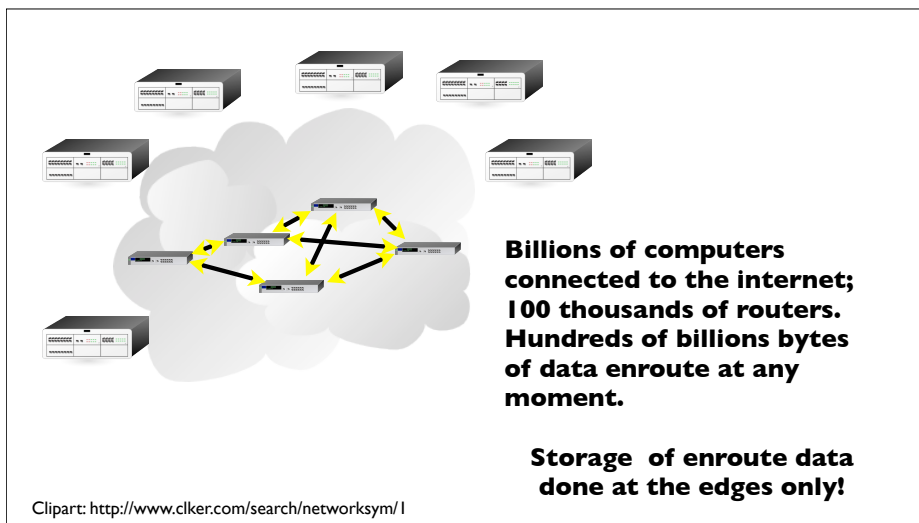 Billions of computers
connected to the internet;
100 thousands of routers.
Hundreds of billions bytes
of data enroute at any
moment.
Storage of enroute data
done at the edges only!
Clipart: http://www.clker.com/search/networksym/1